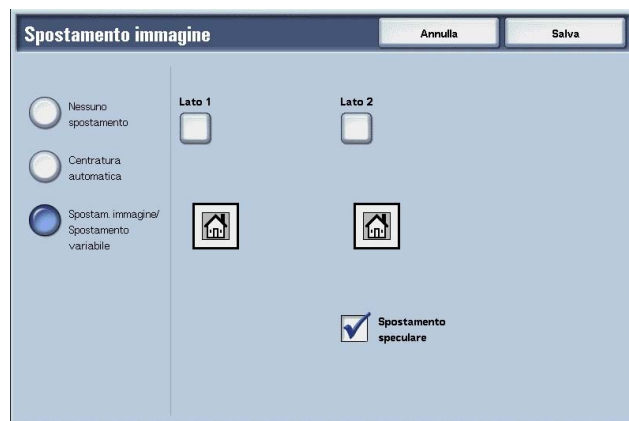 Spostamento immagine
Annulla
Salva
Nessuno
spostamento
Centratura
automatica
Spostam. immagine/
Spostamento
variabile
Lato 1
Lato 2
Spostamento
speculare